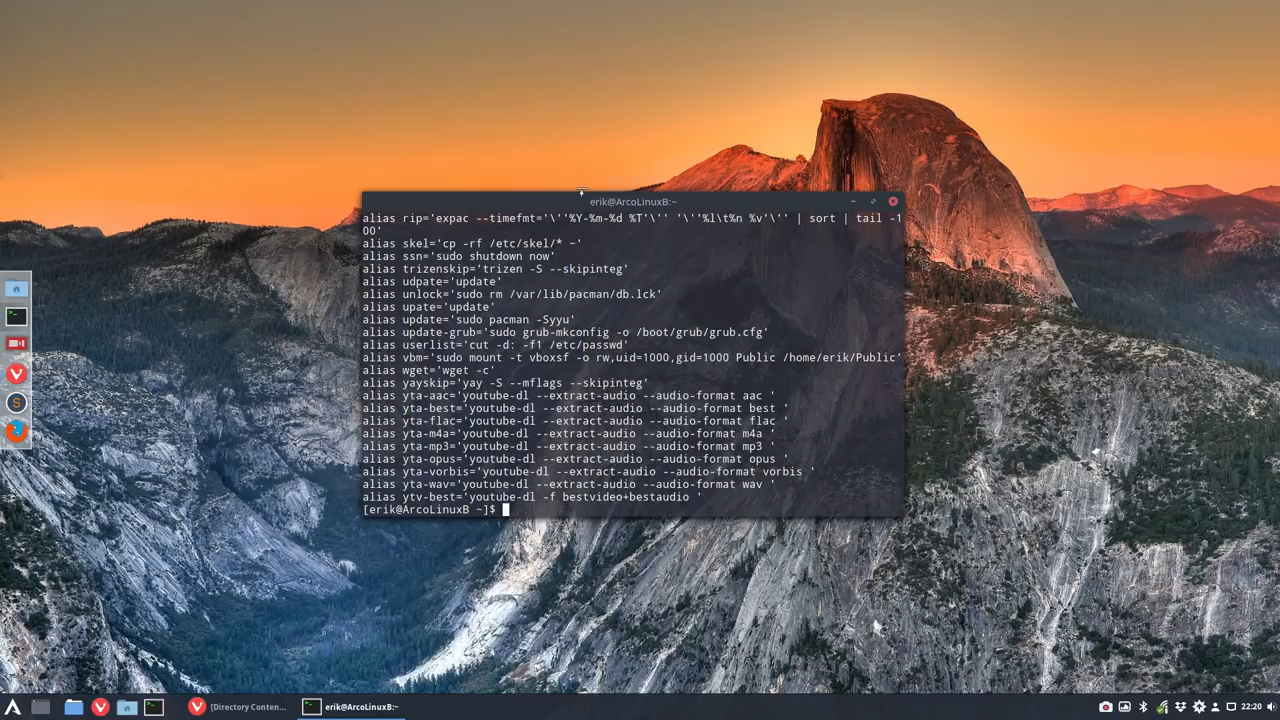 erik@ArcoLinuxB:~
alias rip='expac --timefmt='\''%Y-%m-%d %T'\'' '\''%l\t%n %v'\'' | sort | tail -1
00'
alias skel='cp -rf /etc/skel/* ~'
alias ssn='sudo shutdown now'
alias trizenskip='trizen -S --skipinteg'
alias udpate='update'
alias unlock='sudo rm /var/lib/pacman/db.lck'
alias upate='update'
alias update='sudo pacman -Syyu'
alias update-grub='sudo grub-mkconfig -o /boot/grub/grub.cfg'
alias userlist='cut -d: -f1 /etc/passwd'
alias vbm='sudo mount -t vboxsf -o rw,uid=1000,gid=1000 Public /home/erik/Public'
alias wget='wget -c'
alias yayskip='yay -S --mflags --skipinteg'
alias yta-aac='youtube-dl --extract-audio --audio-format aac '
alias yta-best='youtube-dl --extract-audio --audio-format best '
alias yta-flac='youtube-dl --extract-audio --audio-format flac '
alias yta-m4a='youtube-dl --extract-audio --audio-format m4a '
alias yta-mp3='youtube-dl --extract-audio --audio-format mp3 '
alias yta-opus='youtube-dl --extract-audio --audio-format opus '
alias yta-vorbis='youtube-dl --extract-audio --audio-format vorbis '
alias yta-wav='youtube-dl --extract-audio --audio-format wav '
alias ytv-best='youtube-dl -f bestvideo+bestaudio '
[erik@ArcoLinuxB ~]$
[Directory Conten...
erik@ArcoLinuxB:~
22:20